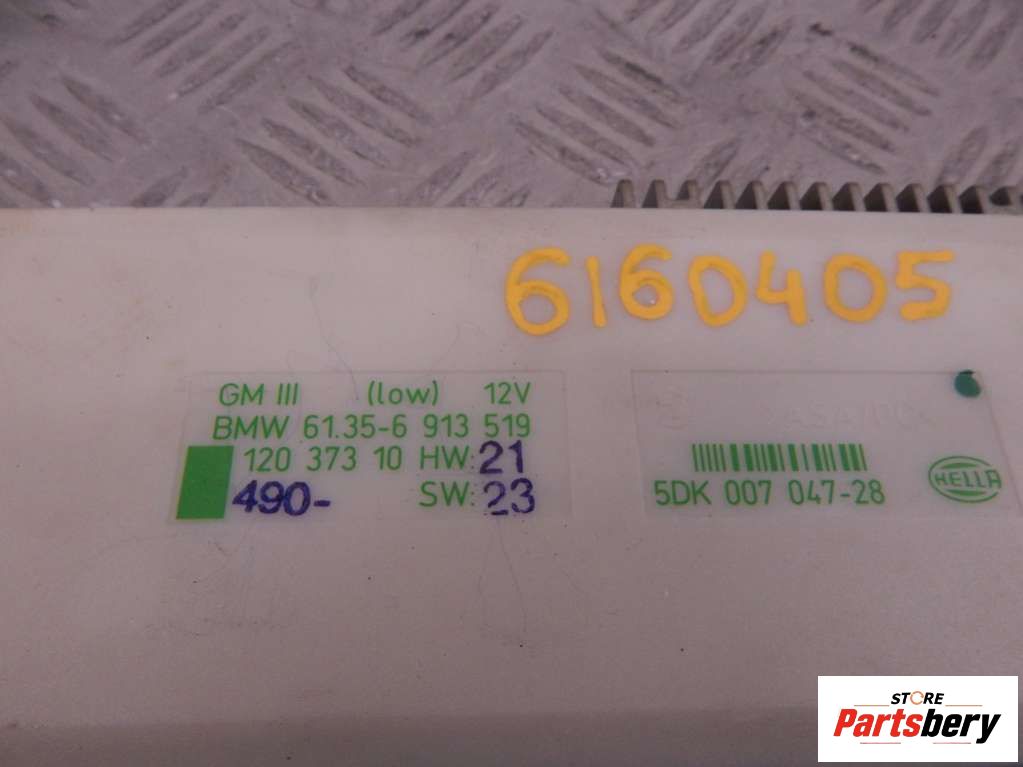 6160405
GM III (low) 12V
BMW 61.35-6 913 519
120 373 10 HW: 21
490- SW: 23
5DK 007 047-28
HELLA
STORE
Partsbery